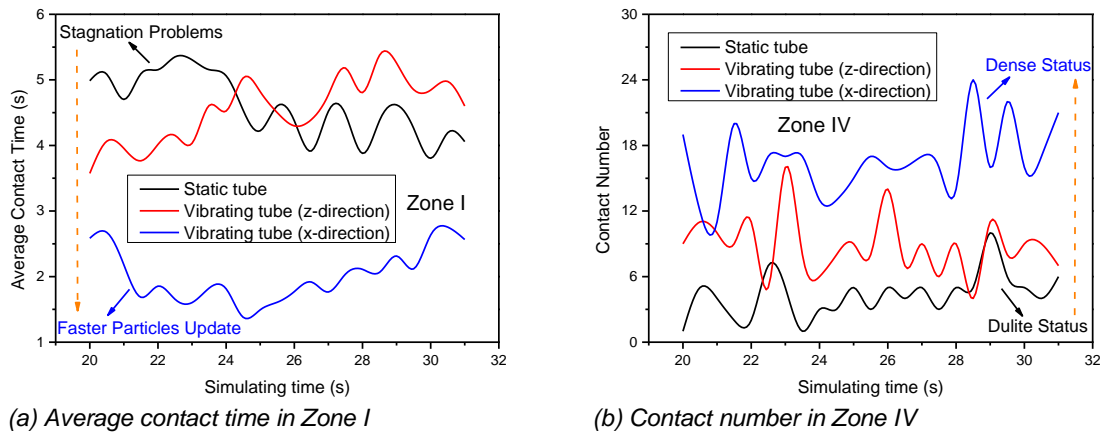 6
5
4
3
2
1
Average Contact Time (s)
Stagnation Problems
Static tube
Vibrating tube (z-direction)
Vibrating tube (x-direction)
Zone I
Faster Particles Update
20 22 24 26 28 30 32
Simulating time (s)
(a) Average contact time in Zone I
30
24
18
12
6
0
Contact Number
Static tube
Vibrating tube (z-direction)
Vibrating tube (x-direction)
Dense Status
Zone IV
Dulite Status
20 22 24 26 28 30 32
Simulating time (s)
(b) Contact number in Zone IV